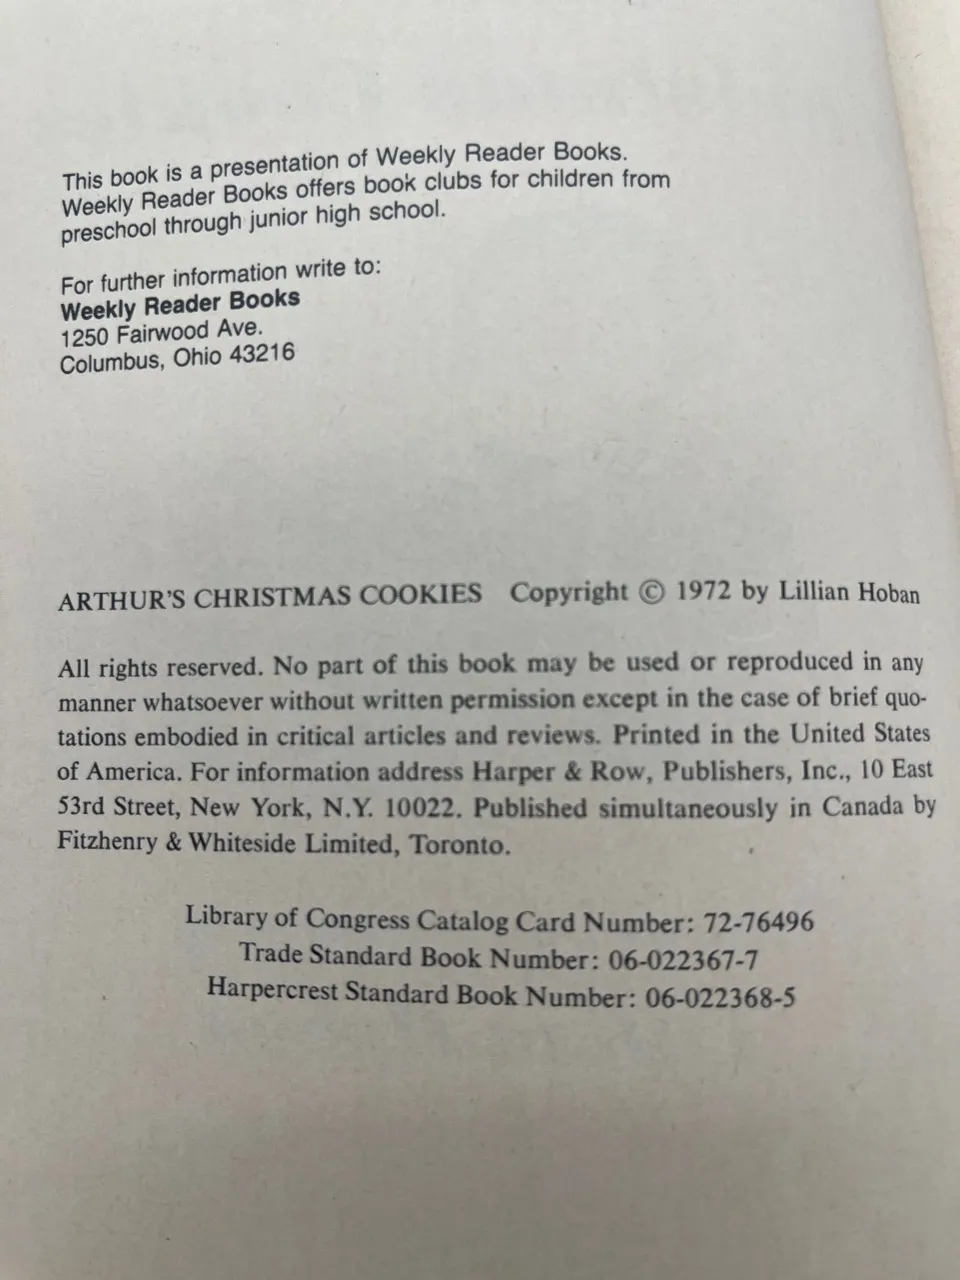 This book is a presentation of Weekly Reader Books.
Weekly Reader Books offers book clubs for children from
preschool through junior high school.
For further information write to:
Weekly Reader Books
1250 Fairwood Ave.
Columbus, Ohio 43216
ARTHUR'S CHRISTMAS COOKIES Copyright © 1972 by Lillian Hoban
All rights reserved. No part of this book may be used or reproduced in any
manner whatsoever without written permission except in the case of brief quo-
tations embodied in critical articles and reviews. Printed in the United States
of America. For information address Harper & Row, Publishers, Inc., 10 East
53rd Street, New York, N.Y. 10022. Published simultaneously in Canada by
Fitzhenry & Whiteside Limited, Toronto.
Library of Congress Catalog Card Number: 72-76496
Trade Standard Book Number: 06-022367-7
Harpercrest Standard Book Number: 06-022368-5